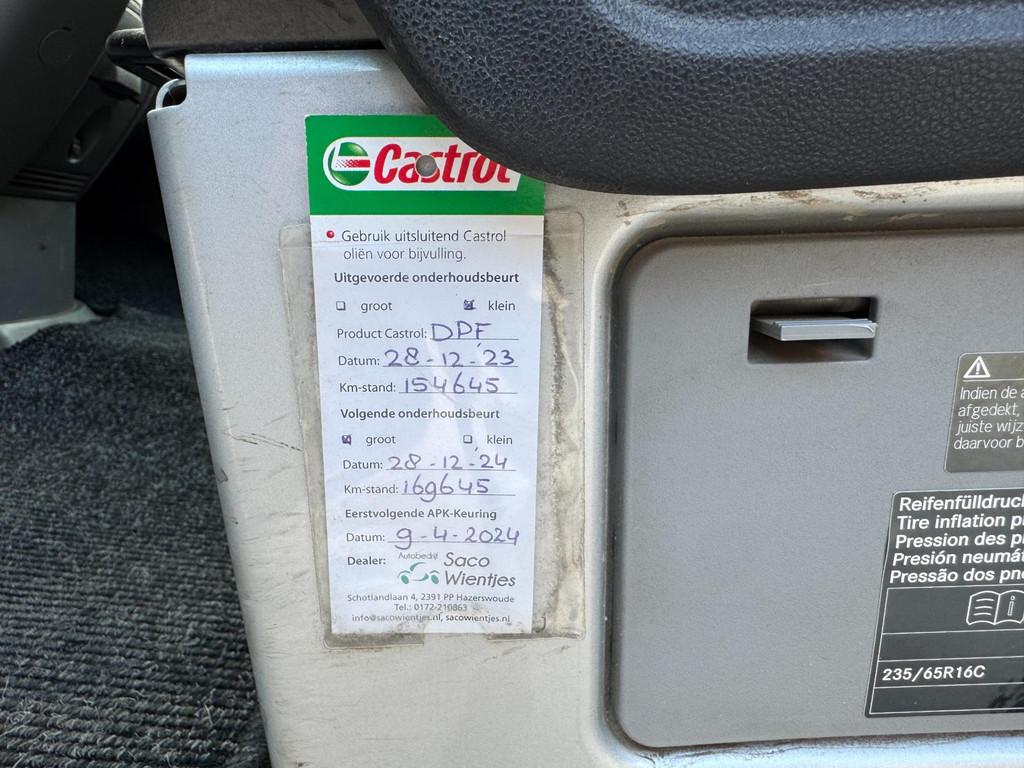 Castrol
Gebruik uitsluitend Castrol
oliën voor bijvulling.
Uitgevoerde onderhoudsbeurt
groot klein
Product Castrol: DPF
Datum: 28-12-'23
Km-stand: 154645
Volgende onderhoudsbeurt
groot klein
Datum: 28-12-'24
Km-stand: 169645
Eerstvolgende APK-Keuring
Datum: 9-4-2024
Dealer: Autobedrijf Saco
Wientjes
Schotlandlaan 4, 2391 PP Hazerswoude
Tel.: 0172-210863
info@sacowientjes.nl, sacowientjes.nl
Indien de
afgedekt,
juiste wijz
daarvoor b
Reifenfülldruc
Tire inflation p
Pression des p
Presión neumá
Pressão dos pne
235/65R16C